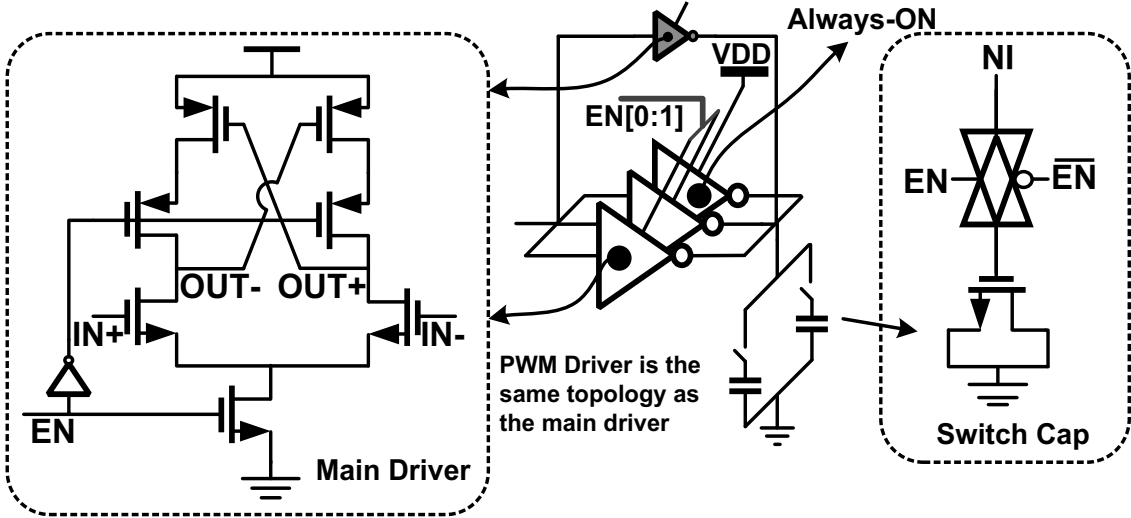 Always-ON
VDD
EN[0:1]
OUT- OUT+
IN+
IN-
EN
Main Driver
PWM Driver is the
same topology as
the main driver
NI
EN
E̅N̅
Switch Cap